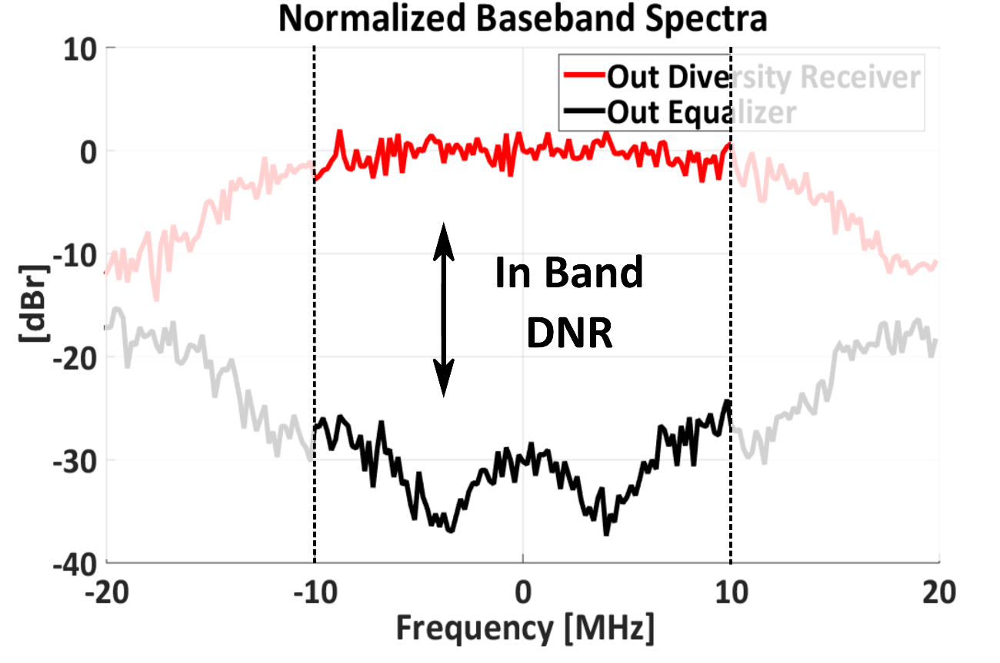 Normalized Baseband Spectra
10
0
-10
-20
-30
-40
[dBr]
Out Diversity Receiver
Out Equalizer
In Band
DNR
-20 -10 0 10 20
Frequency [MHz]